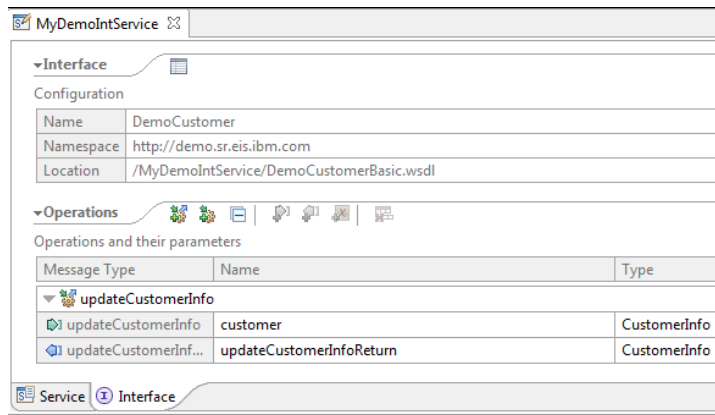 MyDemoIntService
Interface
Configuration
Name DemoCustomer
Namespace http://demo.sr.eis.ibm.com
Location /MyDemoIntService/DemoCustomerBasic.wsdl
Operations
Operations and their parameters
Message Type Name Type
updateCustomerInfo
updateCustomerInfo customer CustomerInfo
updateCustomerInf... updateCustomerInfoReturn CustomerInfo
Service Interface